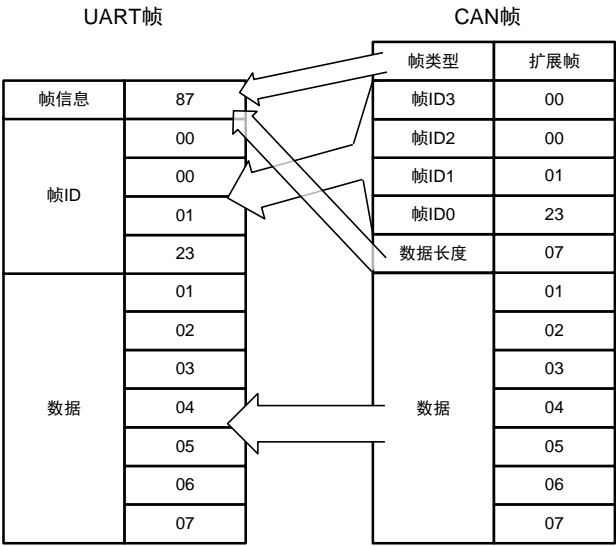 UART帧
CAN帧
帧类型 扩展帧
帧信息 87 帧ID3 00
00 帧ID2 00
00 帧ID1 01
帧ID
01 帧ID0 23
23 数据长度 07
01 01
02 02
03 03
数据 04 数据 04
05 05
06 06
07 07